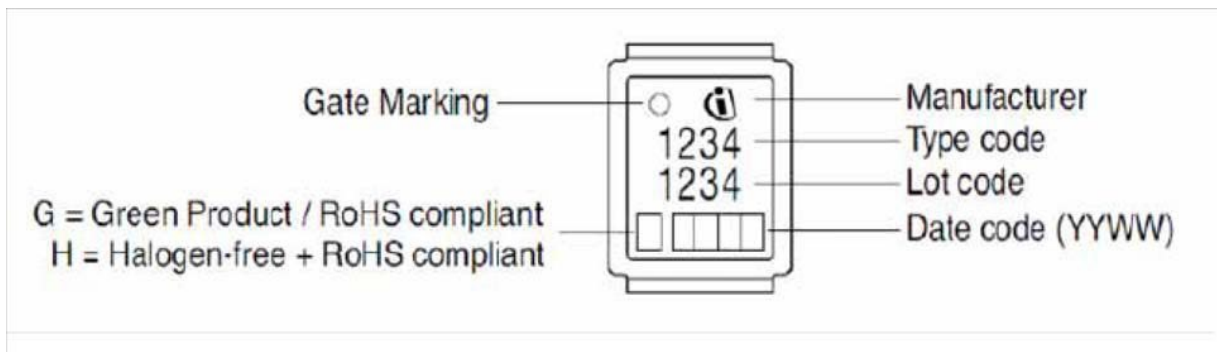 Gate Marking
Manufacturer
1234
Type code
1234
Lot code
G = Green Product / RoHS compliant
H = Halogen-free + RoHS compliant
Date code (YYWW)